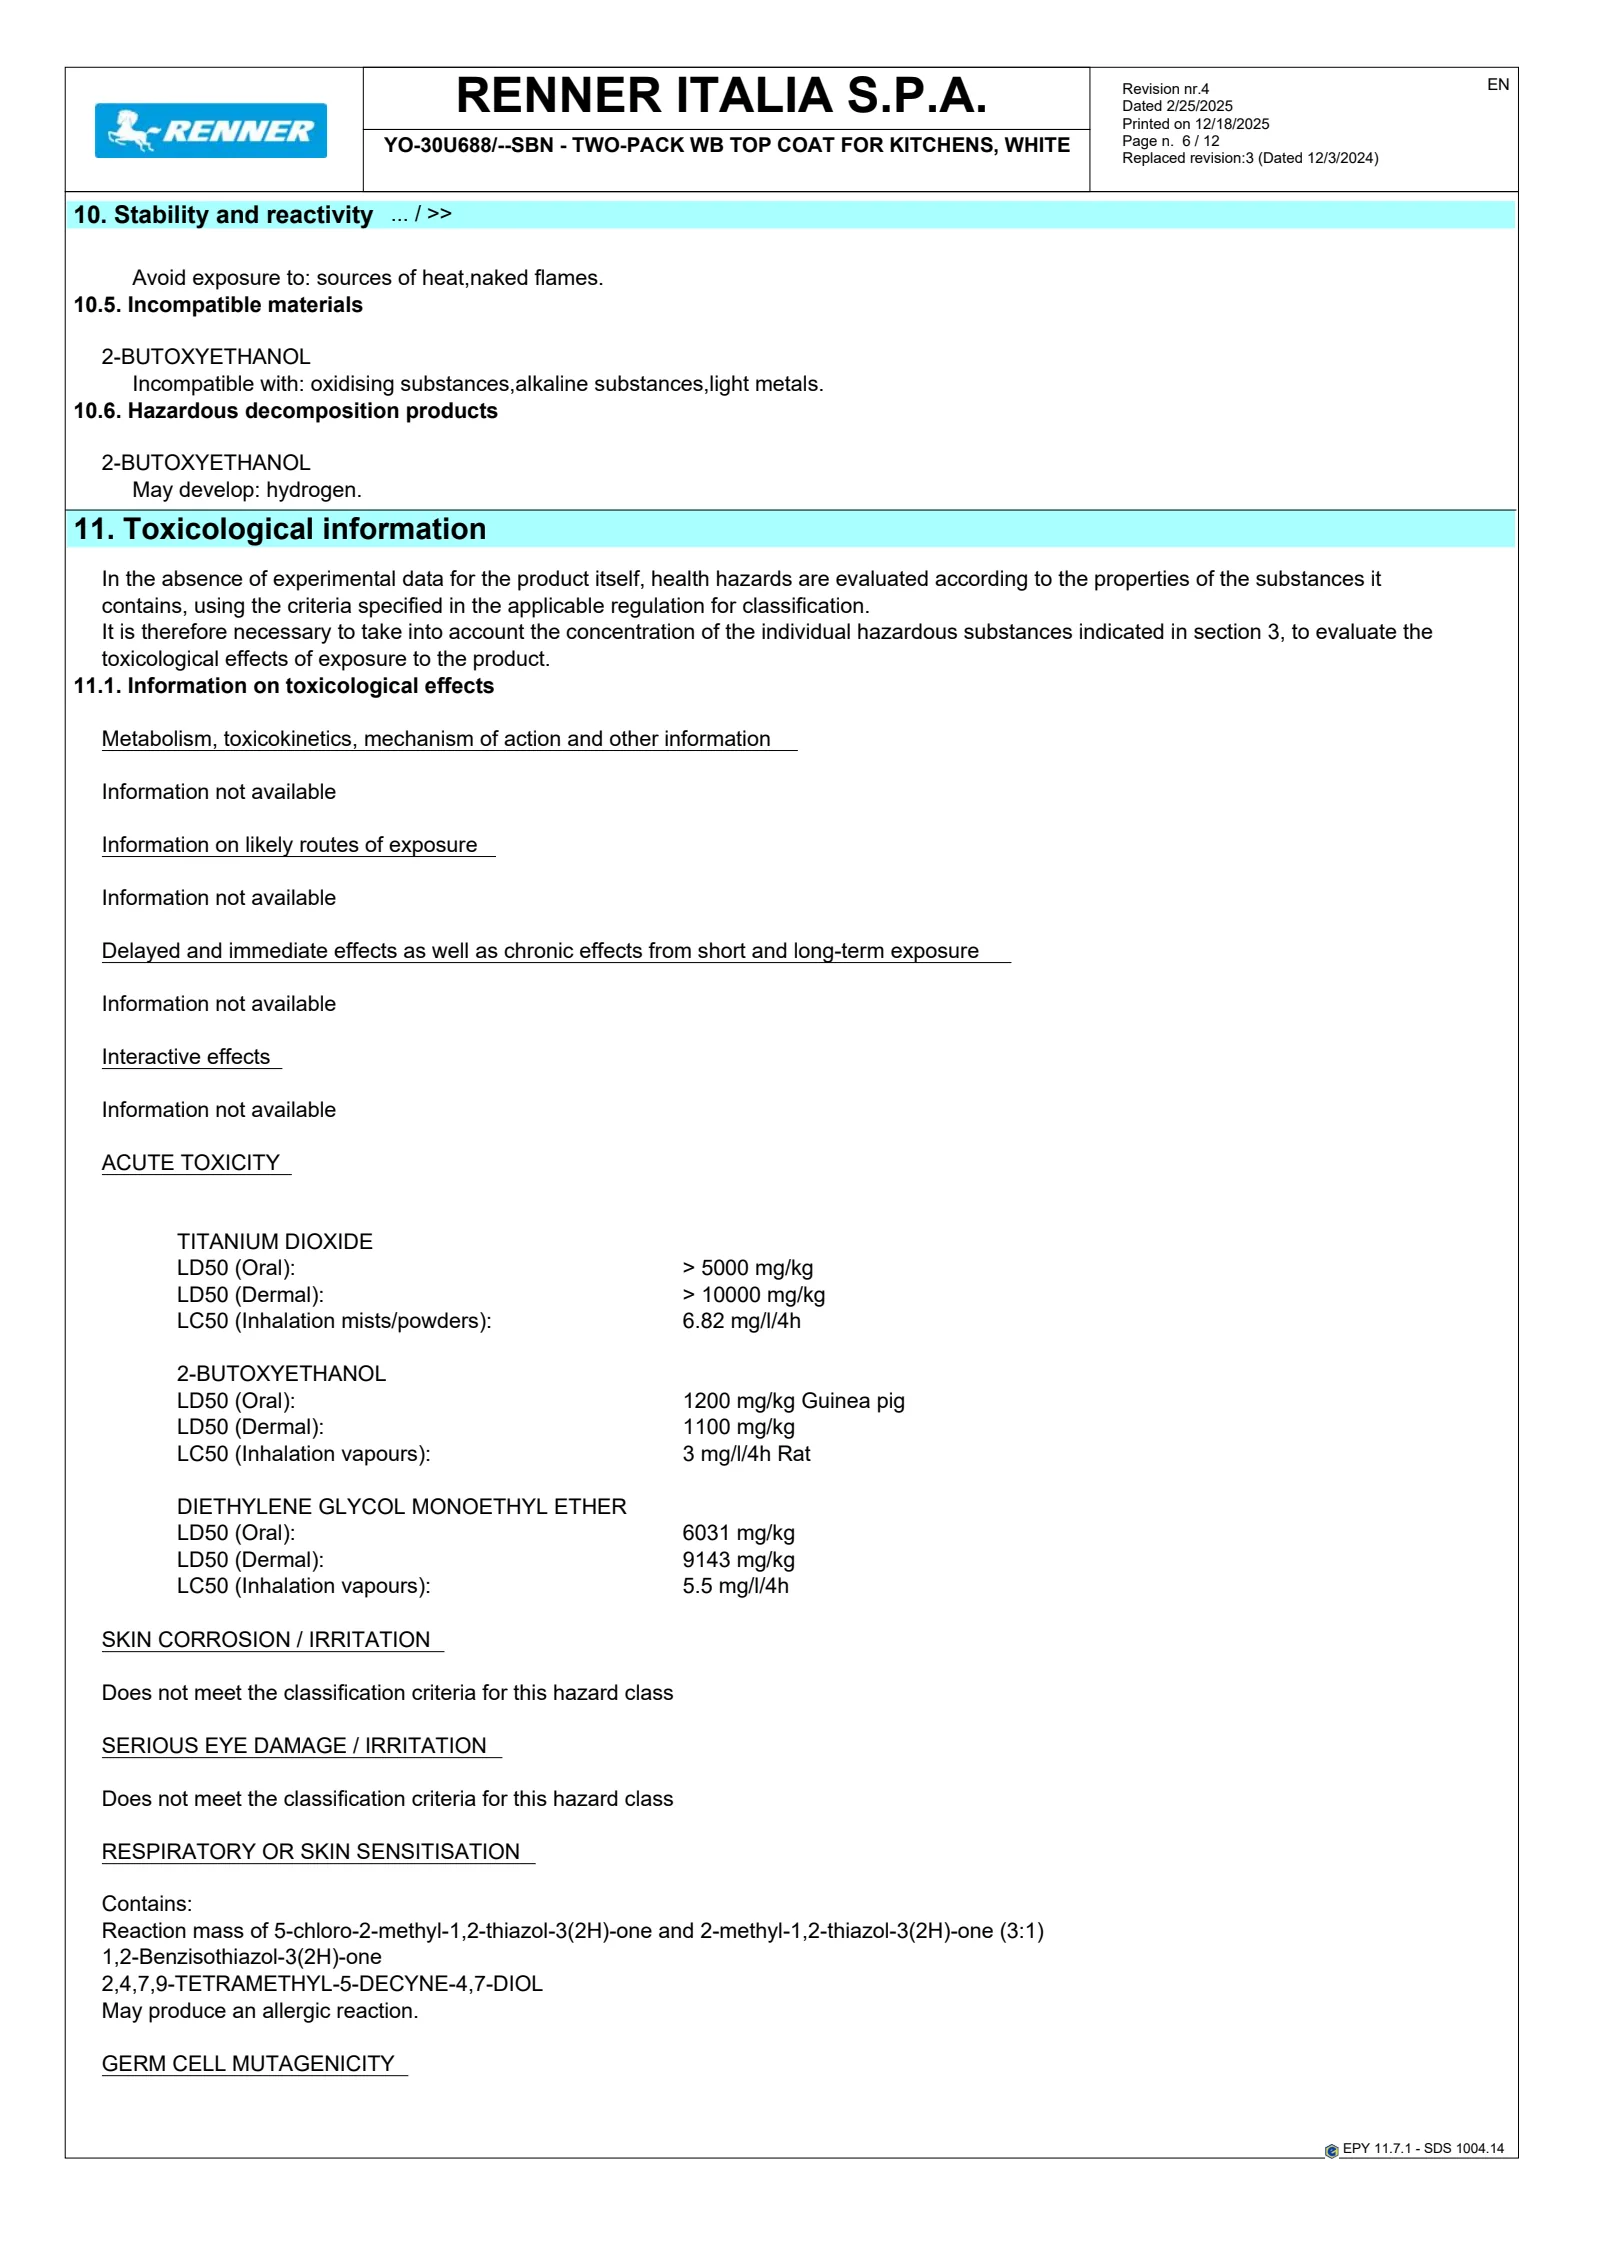 RENNER
RENNER ITALIA S.P.A.
YO-30U688/--SBN - TWO-PACK WB TOP COAT FOR KITCHENS, WHITE
Revision nr.4
Dated 2/25/2025
Printed on 12/18/2025
Page n. 6 / 12
Replaced revision:3 (Dated 12/3/2024)
EN
10. Stability and reactivity ... / >>
Avoid exposure to: sources of heat,naked flames.
10.5. Incompatible materials
2-BUTOXYETHANOL
Incompatible with: oxidising substances,alkaline substances,light metals.
10.6. Hazardous decomposition products
2-BUTOXYETHANOL
May develop: hydrogen.
11. Toxicological information
In the absence of experimental data for the product itself, health hazards are evaluated according to the properties of the substances it
contains, using the criteria specified in the applicable regulation for classification.
It is therefore necessary to take into account the concentration of the individual hazardous substances indicated in section 3, to evaluate the
toxicological effects of exposure to the product.
11.1. Information on toxicological effects
Metabolism, toxicokinetics, mechanism of action and other information
Information not available
Information on likely routes of exposure
Information not available
Delayed and immediate effects as well as chronic effects from short and long-term exposure
Information not available
Interactive effects
Information not available
ACUTE TOXICITY
TITANIUM DIOXIDE
LD50 (Oral): > 5000 mg/kg
LD50 (Dermal): > 10000 mg/kg
LC50 (Inhalation mists/powders): 6.82 mg/l/4h
2-BUTOXYETHANOL
LD50 (Oral): 1200 mg/kg Guinea pig
LD50 (Dermal): 1100 mg/kg
LC50 (Inhalation vapours): 3 mg/l/4h Rat
DIETHYLENE GLYCOL MONOETHYL ETHER
LD50 (Oral): 6031 mg/kg
LD50 (Dermal): 9143 mg/kg
LC50 (Inhalation vapours): 5.5 mg/l/4h
SKIN CORROSION / IRRITATION
Does not meet the classification criteria for this hazard class
SERIOUS EYE DAMAGE / IRRITATION
Does not meet the classification criteria for this hazard class
RESPIRATORY OR SKIN SENSITISATION
Contains:
Reaction mass of 5-chloro-2-methyl-1,2-thiazol-3(2H)-one and 2-methyl-1,2-thiazol-3(2H)-one (3:1)
1,2-Benzisothiazol-3(2H)-one
2,4,7,9-TETRAMETHYL-5-DECYNE-4,7-DIOL
May produce an allergic reaction.
GERM CELL MUTAGENICITY
EPY 11.7.1 - SDS 1004.14